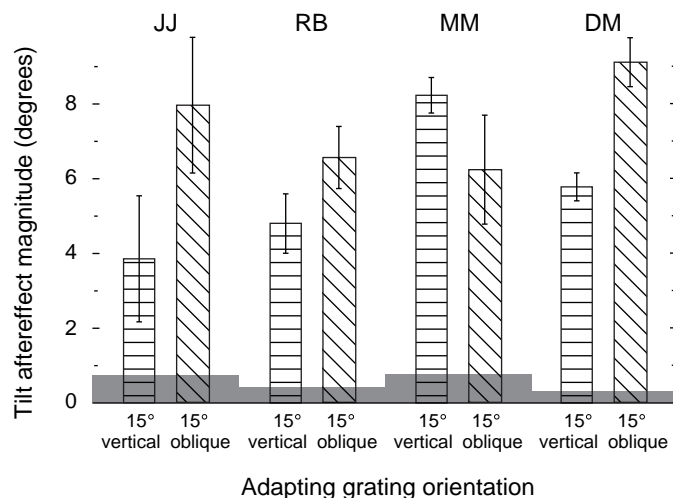 JJ RB MM DM
Tilt aftereffect magnitude (degrees)
8
6
4
2
0
15° 15° 15° 15° 15° 15° 15° 15°
vertical oblique vertical oblique vertical oblique vertical oblique
Adapting grating orientation